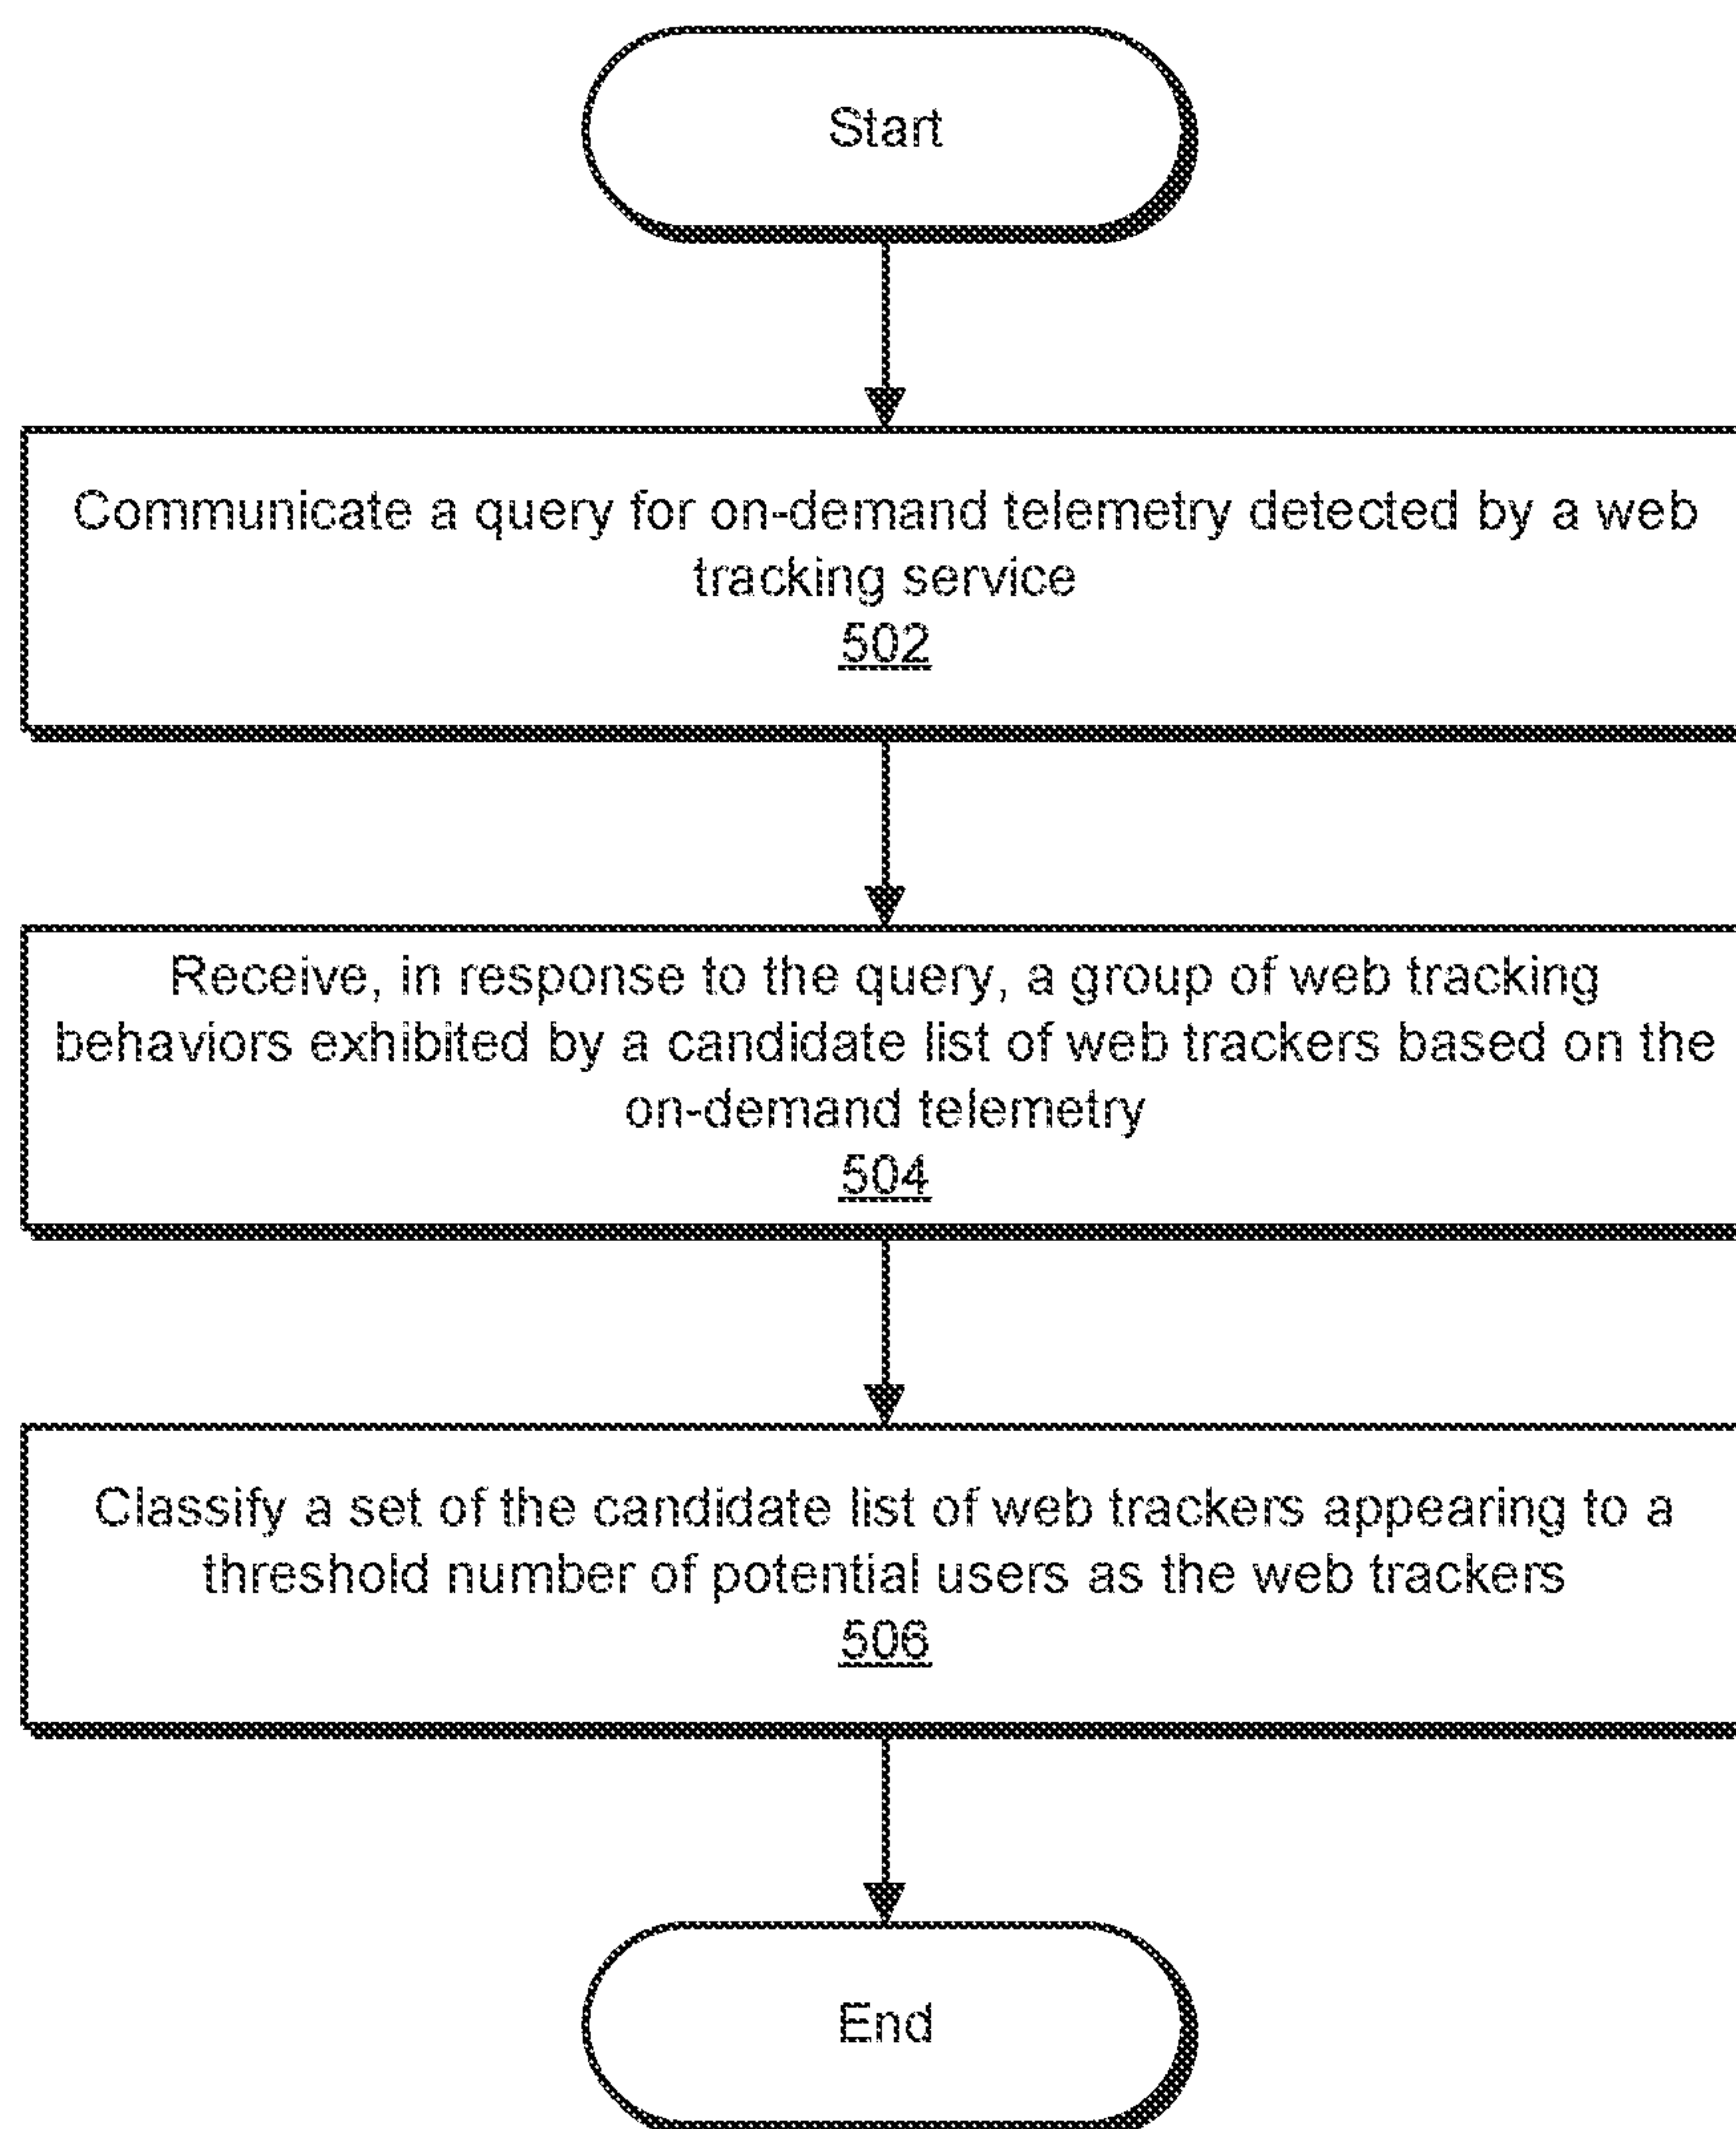 Start
Communicate a query for on-demand telemetry detected by a web
tracking service
502
Receive, in response to the query, a group of web tracking
behaviors exhibited by a candidate list of web trackers based on the
on-demand telemetry
504
Classify a set of the candidate list of web trackers appearing to a
threshold number of potential users as the web trackers
506
End